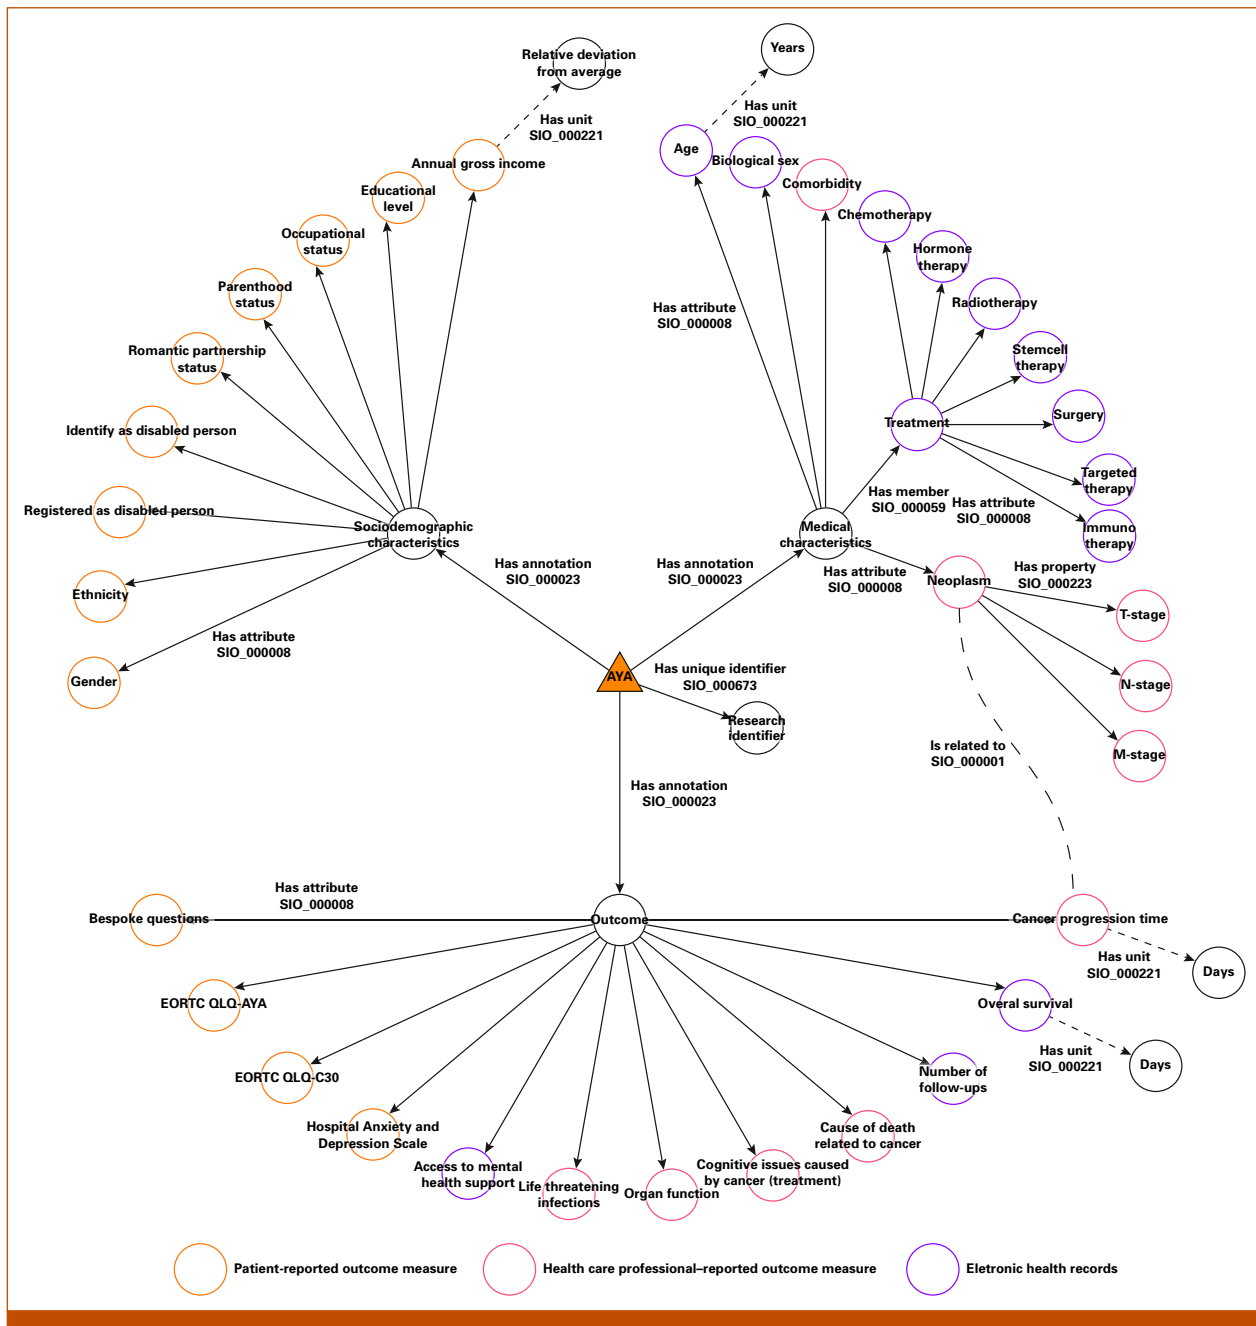 Relative deviation
from average
Years
Has unit
SIO_000221
Has unit
SIO_000221
Annual gross income
Age
Biological sex
Comorbidity
Educational
level
Chemotherapy
Occupational
status
Hormone
therapy
Parenthood
status
Radiotherapy
Has attribute
SIO_000008
Romantic partnership
status
Stemcell
therapy
Identify as disabled person
Treatment
Surgery
Targeted
therapy
Has member
SIO_000059
Has attribute
SIO_000008
Registered as disabled person
Sociodemographic
characteristics
Medical
characteristics
Immuno
therapy
Has annotation
SIO_000023
Has annotation
SIO_000023
Has attribute
SIO_000008
Neoplasm
Has property
SIO_000223
Ethnicity
T-stage
Has attribute
SIO_000008
Gender
AYA
Has unique identifier
SIO_000673
N-stage
Research
identifier
Is related to
SIO_000001
M-stage
Has annotation
SIO_000023
Has attribute
SIO_000008
Bespoke questions
Outcome
Cancer progression time
Has unit
SIO_000221
Days
EORTC QLQ-AYA
Overal survival
Has unit
SIO_000221
Days
EORTC QLQ-C30
Number of
follow-ups
Hospital Anxiety and
Depression Scale
Cause of death
related to cancer
Access to mental
health support
Life threatening
infections
Organ function
Cognitive issues caused
by cancer (treatment)
Patient-reported outcome measure
Health care professional–reported outcome measure
Eletronic health records